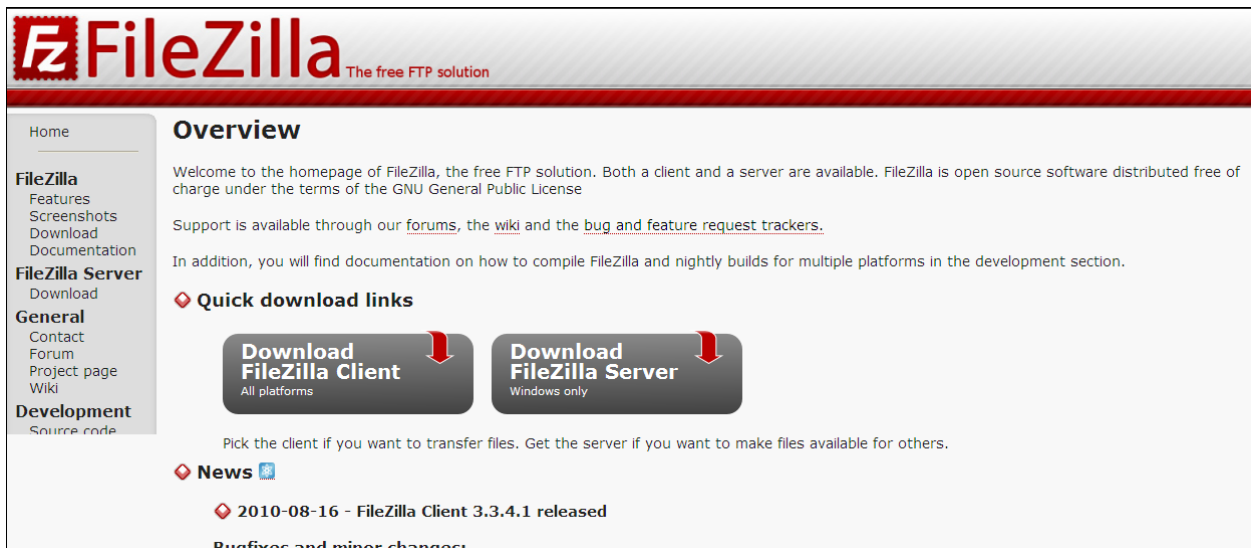 Fz FileZilla The free FTP solution
Home
FileZilla
Features
Screenshots
Download
Documentation
FileZilla Server
Download
General
Contact
Forum
Project page
Wiki
Development
Source code
Overview
Welcome to the homepage of FileZilla, the free FTP solution. Both a client and a server are available. FileZilla is open source software distributed free of
charge under the terms of the GNU General Public License
Support is available through our forums, the wiki and the bug and feature request trackers.
In addition, you will find documentation on how to compile FileZilla and nightly builds for multiple platforms in the development section.
Quick download links
Download
FileZilla Client
All platforms
Download
FileZilla Server
Windows only
Pick the client if you want to transfer files. Get the server if you want to make files available for others.
News
2010-08-16 - FileZilla Client 3.3.4.1 released
Bugfixes and minor changes: